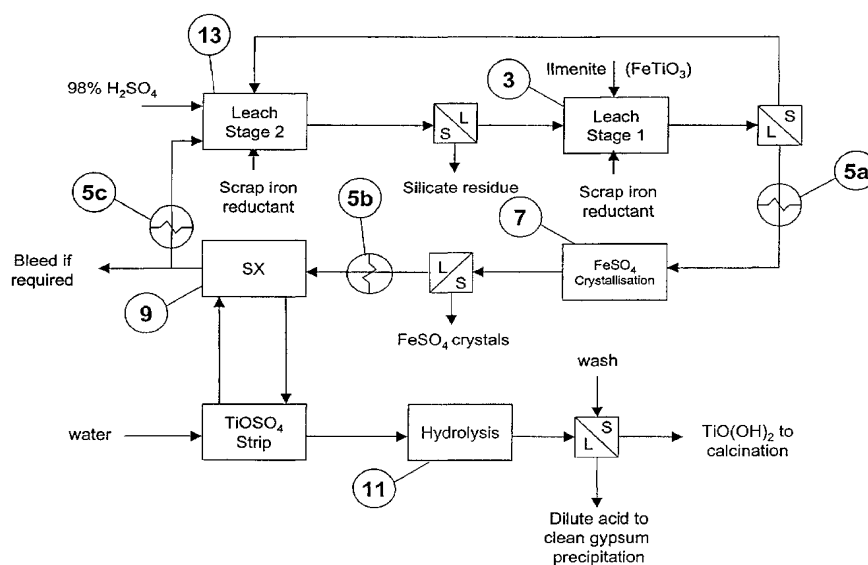 13
Ilmenite (FeTiO₃)
98% H₂SO₄
3
Leach
Stage 2
L
S
Leach
Stage 1
S
L
Scrap iron
reductant
Silicate residue
Scrap iron
reductant
5a
5c
5b
7
Bleed if
required
SX
L
S
FeSO₄
Crystallisation
9
FeSO₄ crystals
wash
water
TiOSO₄
Strip
Hydrolysis
S
L
TiO(OH)₂ to
calcination
11
Dilute acid to
clean gypsum
precipitation